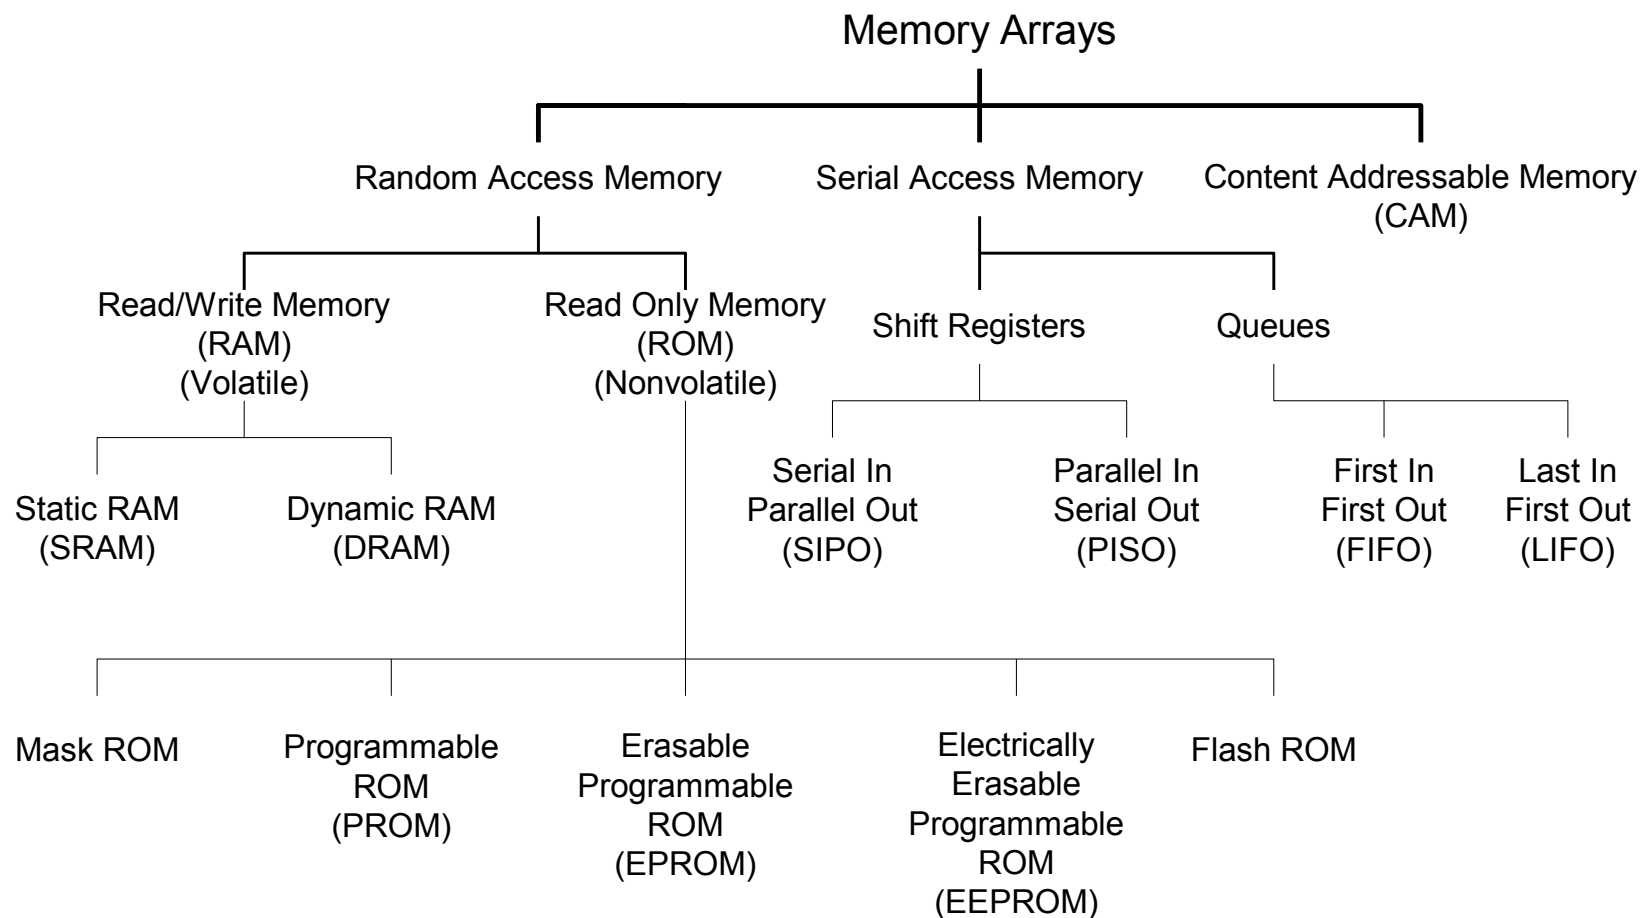 Memory Arrays
Random Access Memory
Serial Access Memory
Content Addressable Memory
(CAM)
Read/Write Memory
(RAM)
(Volatile)
Read Only Memory
(ROM)
(Nonvolatile)
Shift Registers
Queues
Static RAM
(SRAM)
Dynamic RAM
(DRAM)
Serial In
Parallel Out
(SIPO)
Parallel In
Serial Out
(PISO)
First In
First Out
(FIFO)
Last In
First Out
(LIFO)
Mask ROM
Programmable
ROM
(PROM)
Erasable
Programmable
ROM
(EPROM)
Electrically
Erasable
Programmable
ROM
(EEPROM)
Flash ROM